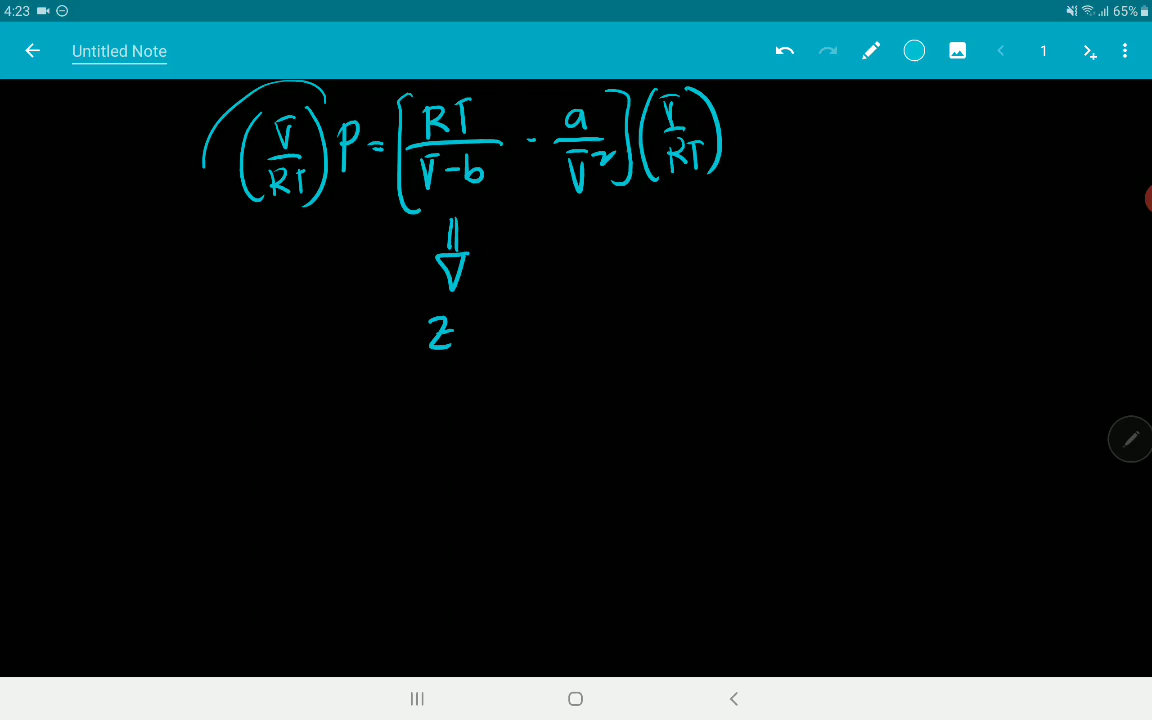 4:23 65%
Untitled Note 1
(V̅/RT) P = [RT/(V̅-b) - a/V̅²] (V̅/RT)
⇓
Z